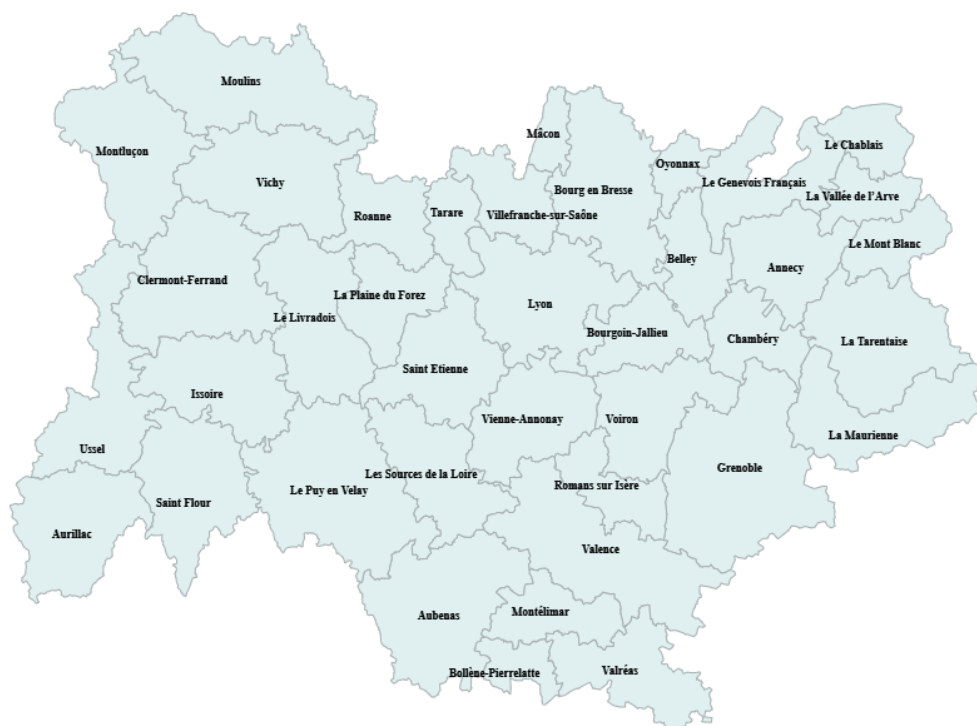 Moulins
Mâcon
Montluçon
Le Chablais
Oyonnax
Vichy
Le Genevois Français
Bourg en Bresse
La Vallée de l'Arve
Roanne
Tarare
Villefranche-sur-Saône
Le Mont Blanc
Belley
Annecy
Clermont-Ferrand
La Plaine du Forez
Lyon
Le Livradois
Bourgoin-Jallieu
Chambéry
La Tarentaise
Saint Etienne
Issoire
Vienne-Annonay
Voiron
La Maurienne
Ussel
Grenoble
Les Sources de la Loire
Romans sur Isère
Le Puy en Velay
Saint Flour
Aurillac
Valence
Aubenas
Montélimar
Bollène-Pierrelatte
Valréas